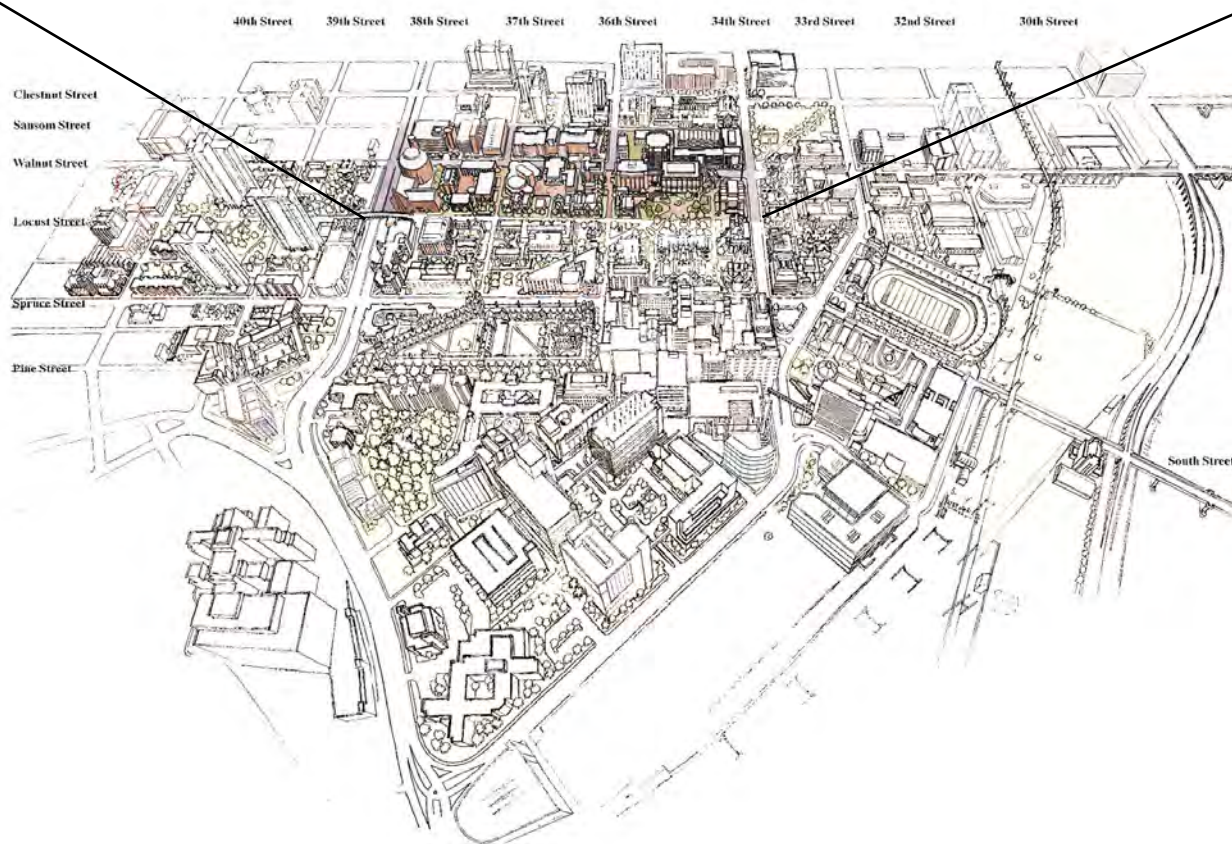 40th Street 39th Street 38th Street 37th Street 36th Street 34th Street 33rd Street 32nd Street 30th Street
Chestnut Street
Sansom Street
Walnut Street
Locust Street
Spruce Street
Pine Street
South Street